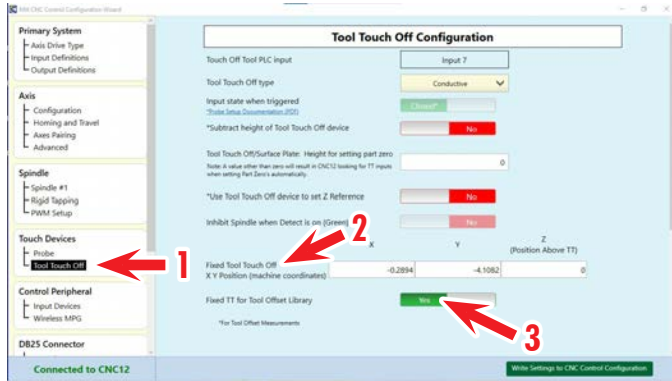 MM CNC Control Configuration Wizard
Primary System
Axis Drive Type
Input Definitions
Output Definitions
Axis
Configuration
Homing and Travel
Axes Pairing
Advanced
Spindle
Spindle #1
Rigid Tapping
PWM Setup
Touch Devices
Probe
Tool Touch Off
Control Peripheral
Input Devices
Wireless MPG
DB25 Connector
Connected to CNC12
Tool Touch Off Configuration
Touch Off Tool PLC input
Input 7
Tool Touch Off type
Conductive
Input state when triggered
*Probe Setup Documentation (PDF)
Closed*
*Subtract height of Tool Touch Off device
No
Tool Touch Off/Surface Plate: Height for setting part zero
Note: A value other than zero will result in CNC12 looking for TT inputs
when setting Part Zero's automatically.
0
*Use Tool Touch Off device to set Z Reference
No
Inhibit Spindle when Detect is on (Green)
No
X Y Z
(Position Above TT)
Fixed Tool Touch Off
X Y Position (machine coordinates)
-0.2894 -4.1082 0
Fixed TT for Tool Offset Library
Yes
*For Tool Offset Measurements
Write Settings to CNC Control Configuration
1
2
3